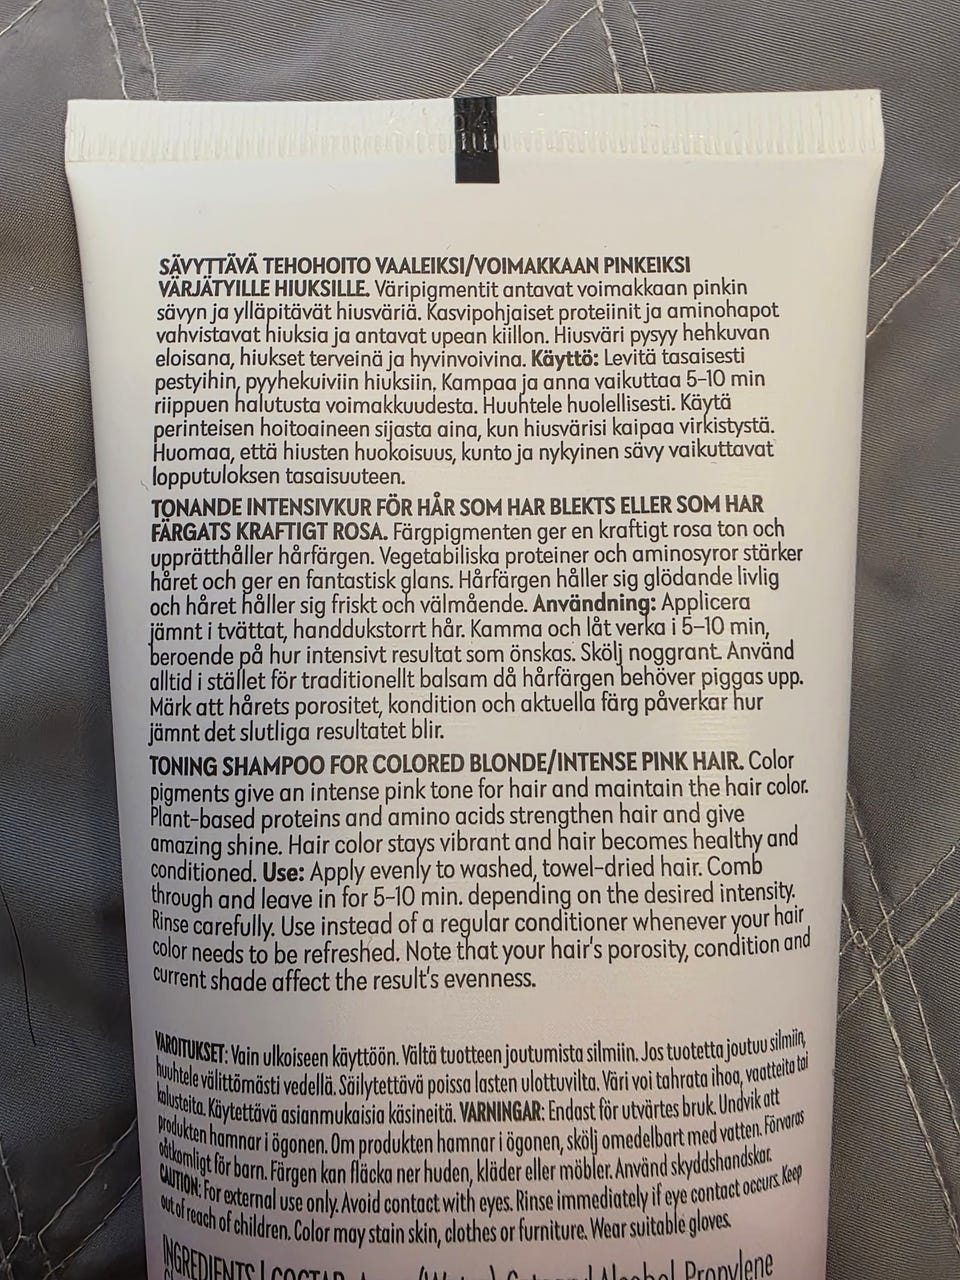 SÄVYTTÄVÄ TEHOHOITO VAALEIKSI/VOIMAKKAAN PINKEIKSI
VÄRJÄTYILLE HIUKSILLE. Väripigmentit antavat voimakkaan pinkin
sävyn ja ylläpitävät hiusväriä. Kasvipohjaiset proteiinit ja aminohapot
vahvistavat hiuksia ja antavat upean kiillon. Hiusväri pysyy hehkuvan
eloisana, hiukset terveinä ja hyvinvoivina. Käyttö: Levitä tasaisesti
pestyihin, pyyhekuiviin hiuksiin. Kampaa ja anna vaikuttaa 5-10 min
riippuen halutusta voimakkuudesta. Huuhtele huolellisesti. Käytä
perinteisen hoitoaineen sijasta aina, kun hiusvärisi kaipaa virkistystä.
Huomaa, että hiusten huokoisuus, kunto ja nykyinen sävy vaikuttavat
lopputuloksen tasaisuuteen.
TONANDE INTENSIVKUR FÖR HÅR SOM HAR BLEKTS ELLER SOM HAR
FÄRGATS KRAFTIGT ROSA. Färgpigmenten ger en kraftigt rosa ton och
upprätthåller hårfärgen. Vegetabiliska proteiner och aminosyror stärker
håret och ger en fantastisk glans. Hårfärgen håller sig glödande livlig
och håret håller sig friskt och välmående. Användning: Applicera
jämnt i tvättat, handdukstorrt hår. Kamma och låt verka i 5-10 min,
beroende på hur intensivt resultat som önskas. Skölj noggrant. Använd
alltid i stället för traditionellt balsam då hårfärgen behöver piggas upp.
Märk att hårets porositet, kondition och aktuella färg påverkar hur
jämnt det slutliga resultatet blir.
TONING SHAMPOO FOR COLORED BLONDE/INTENSE PINK HAIR. Color
pigments give an intense pink tone for hair and maintain the hair color.
Plant-based proteins and amino acids strengthen hair and give
amazing shine. Hair color stays vibrant and hair becomes healthy and
conditioned. Use: Apply evenly to washed, towel-dried hair. Comb
through and leave in for 5-10 min. depending on the desired intensity.
Rinse carefully. Use instead of a regular conditioner whenever your hair
color needs to be refreshed. Note that your hair's porosity, condition and
current shade affect the result's evenness.
VAROITUKSET: Vain ulkoiseen käyttöön. Vältä tuotteen joutumista silmiin. Jos tuotetta joutuu silmiin,
huuhtele välittömästi vedellä. Säilytettävä poissa lasten ulottuvilta. Väri voi tahrata ihoa, vaatteita tai
kalusteita. Käytettävä asianmukaisia käsineitä. VARNINGAR: Endast för utvärtes bruk. Undvik att
produkten hamnar i ögonen. Om produkten hamnar i ögonen, skölj omedelbart med vatten. Förvaras
oåtkomligt för barn. Färgen kan fläcka ner huden, kläder eller möbler. Använd skyddshandskar.
CAUTION: For external use only. Avoid contact with eyes. Rinse immediately if eye contact occurs. Keep
out of reach of children. Color may stain skin, clothes or furniture. Wear suitable gloves.
INGREDIENTS Alcohol Propylene